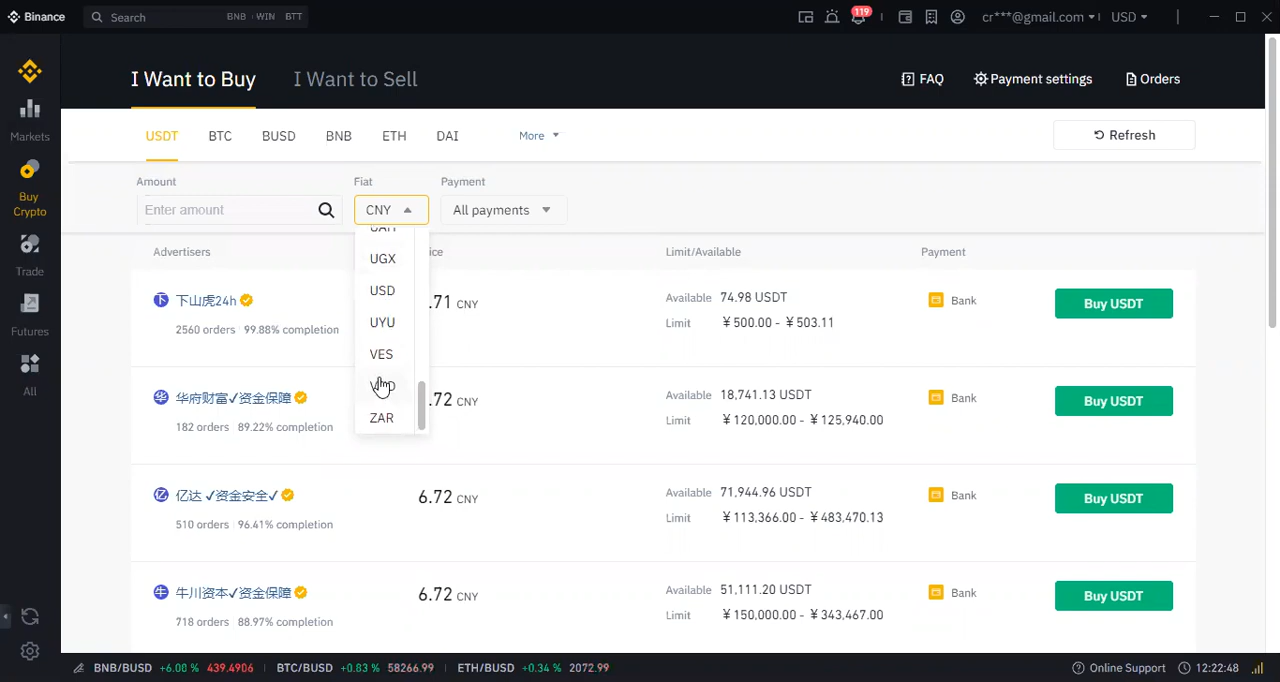 Binance
Search BNB · WIN BTT
119
cr***@gmail.com USD
I Want to Buy I Want to Sell
FAQ Payment settings Orders
Markets
Buy
Crypto
Trade
Futures
All
USDT BTC BUSD BNB ETH DAI More
Refresh
Amount Fiat Payment
Enter amount CNY All payments
UGX
USD
UYU
VES
ZAR
Advertisers Limit/Available Payment
下山虎24h .71 CNY Available 74.98 USDT Bank Buy USDT
2560 orders 99.88% completion Limit ¥500.00 - ¥503.11
华府财富✓资金保障 .72 CNY Available 18,741.13 USDT Bank Buy USDT
182 orders 89.22% completion Limit ¥120,000.00 - ¥125,940.00
亿达 ✓资金安全✓ 6.72 CNY Available 71,944.96 USDT Bank Buy USDT
510 orders 96.41% completion Limit ¥113,366.00 - ¥483,470.13
牛川资本✓资金保障 6.72 CNY Available 51,111.20 USDT Bank Buy USDT
718 orders 88.97% completion Limit ¥150,000.00 - ¥343,467.00
BNB/BUSD +6.00 % 439.4906 BTC/BUSD +0.83 % 58266.99 ETH/BUSD +0.34 % 2072.99 Online Support 12:22:48